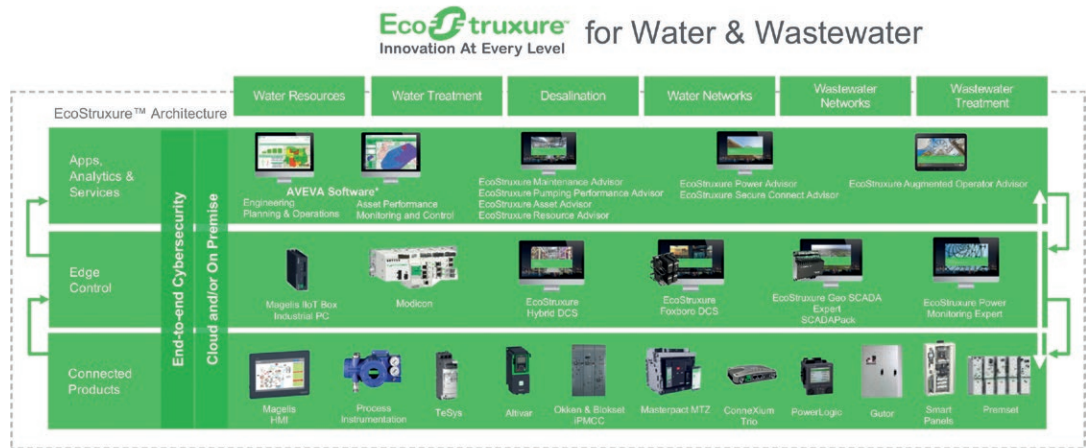 EcoStruxure™
Innovation At Every Level
for Water & Wastewater
Water Resources
Water Treatment
Desalination
Water Networks
Wastewater
Networks
Wastewater
Treatment
EcoStruxure™ Architecture
Apps,
Analytics &
Services
End-to-end Cybersecurity
Cloud and/or On Premise
AVEVA Software*
Engineering
Planning & Operations
Asset Performance
Monitoring and Control
EcoStruxure Maintenance Advisor
EcoStruxure Pumping Performance Advisor
EcoStruxure Asset Advisor
EcoStruxure Resource Advisor
EcoStruxure Power Advisor
EcoStruxure Secure Connect Advisor
EcoStruxure Augmented Operator Advisor
Edge
Control
Magelis IIoT Box
Industrial PC
Modicon
EcoStruxure
Hybrid DCS
EcoStruxure
Foxboro DCS
EcoStruxure Geo SCADA
Expert
SCADAPack
EcoStruxure Power
Monitoring Expert
Connected
Products
Magelis
HMI
Process
Instrumentation
TeSys
Altivar
Okken & Blokset
iPMCC
Masterpact MTZ
ConneXium
Trio
PowerLogic
Gutor
Smart
Panels
Premset